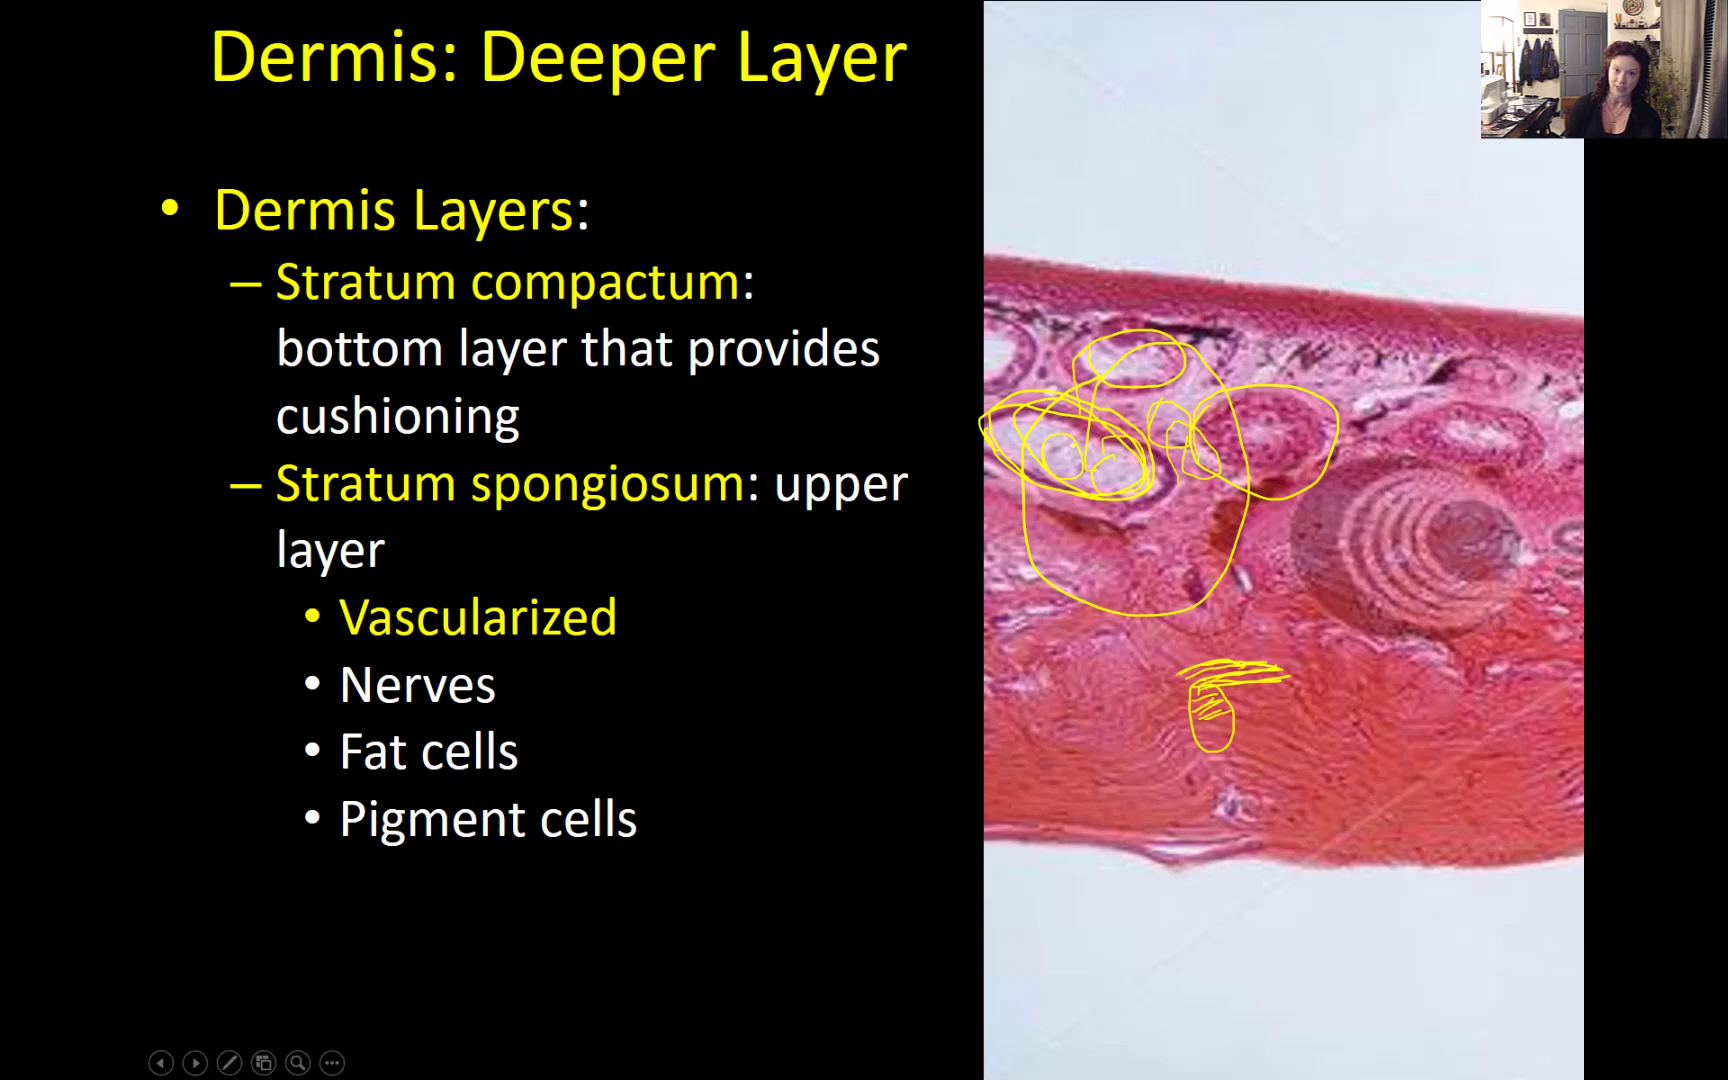 Dermis: Deeper Layer
• Dermis Layers:
– Stratum compactum:
bottom layer that provides
cushioning
– Stratum spongiosum: upper
layer
• Vascularized
• Nerves
• Fat cells
• Pigment cells